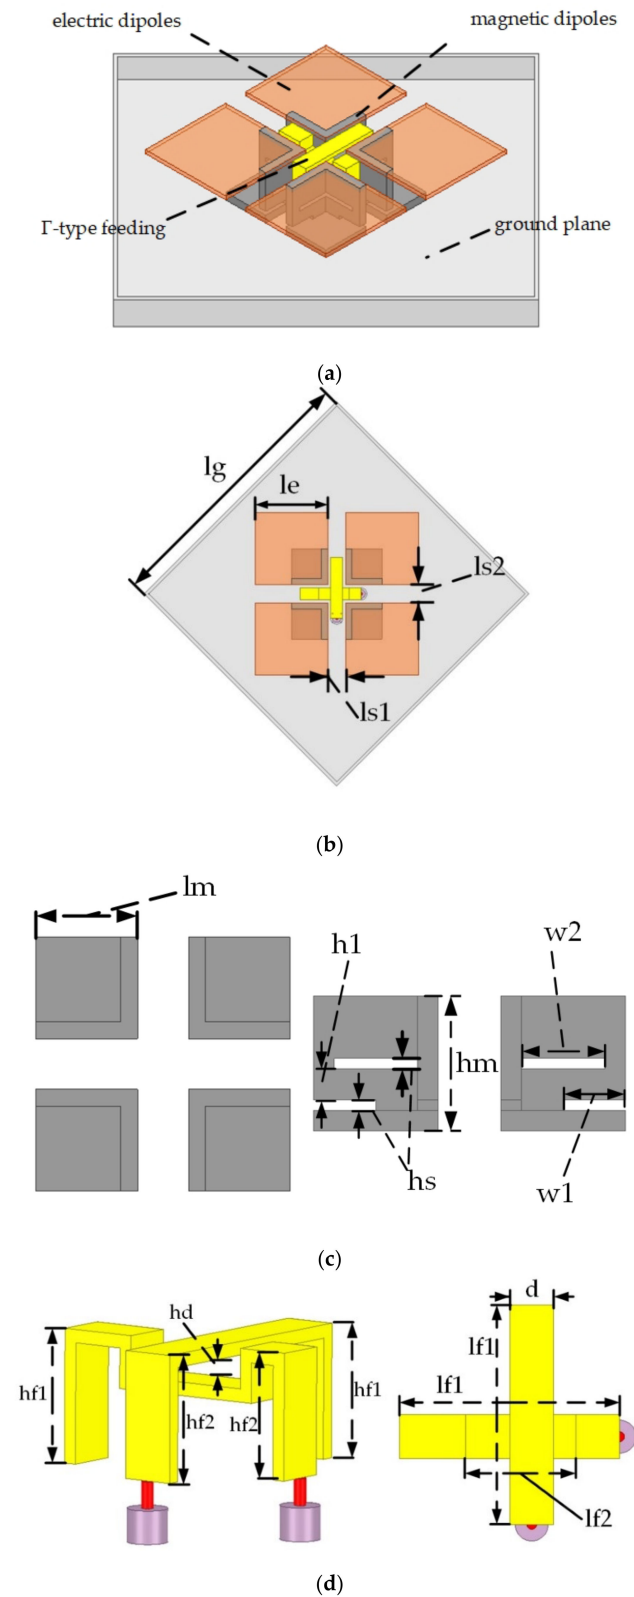 electric dipoles
magnetic dipoles
Γ-type feeding
ground plane
(a)
lg
le
ls2
ls1
(b)
lm
h1
w2
hm
hs
w1
(c)
hd
d
lf1
hf1
hf1
lf1
hf2
hf2
lf2
(d)